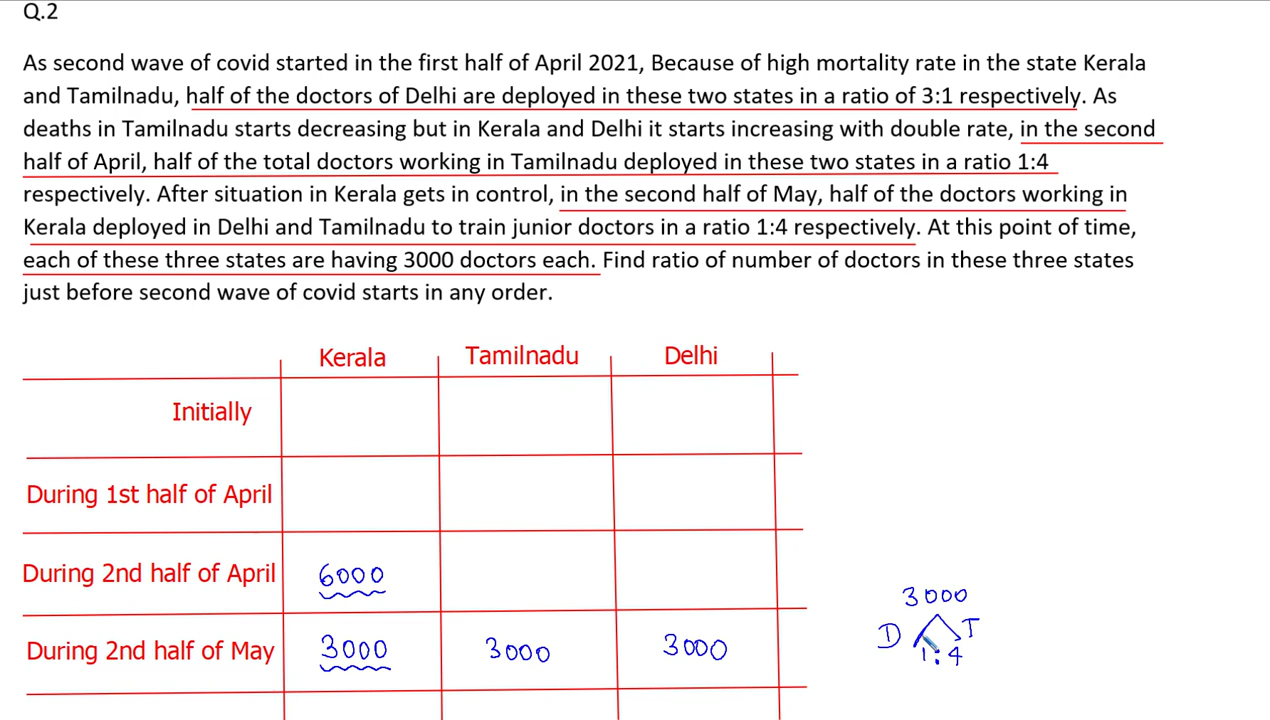 Q.2
As second wave of covid started in the first half of April 2021, Because of high mortality rate in the state Kerala
and Tamilnadu, half of the doctors of Delhi are deployed in these two states in a ratio of 3:1 respectively. As
deaths in Tamilnadu starts decreasing but in Kerala and Delhi it starts increasing with double rate, in the second
half of April, half of the total doctors working in Tamilnadu deployed in these two states in a ratio 1:4
respectively. After situation in Kerala gets in control, in the second half of May, half of the doctors working in
Kerala deployed in Delhi and Tamilnadu to train junior doctors in a ratio 1:4 respectively. At this point of time,
each of these three states are having 3000 doctors each. Find ratio of number of doctors in these three states
just before second wave of covid starts in any order.
Kerala Tamilnadu Delhi
Initially
During 1st half of April
During 2nd half of April 6000
3000
D T
1:4
During 2nd half of May 3000 3000 3000